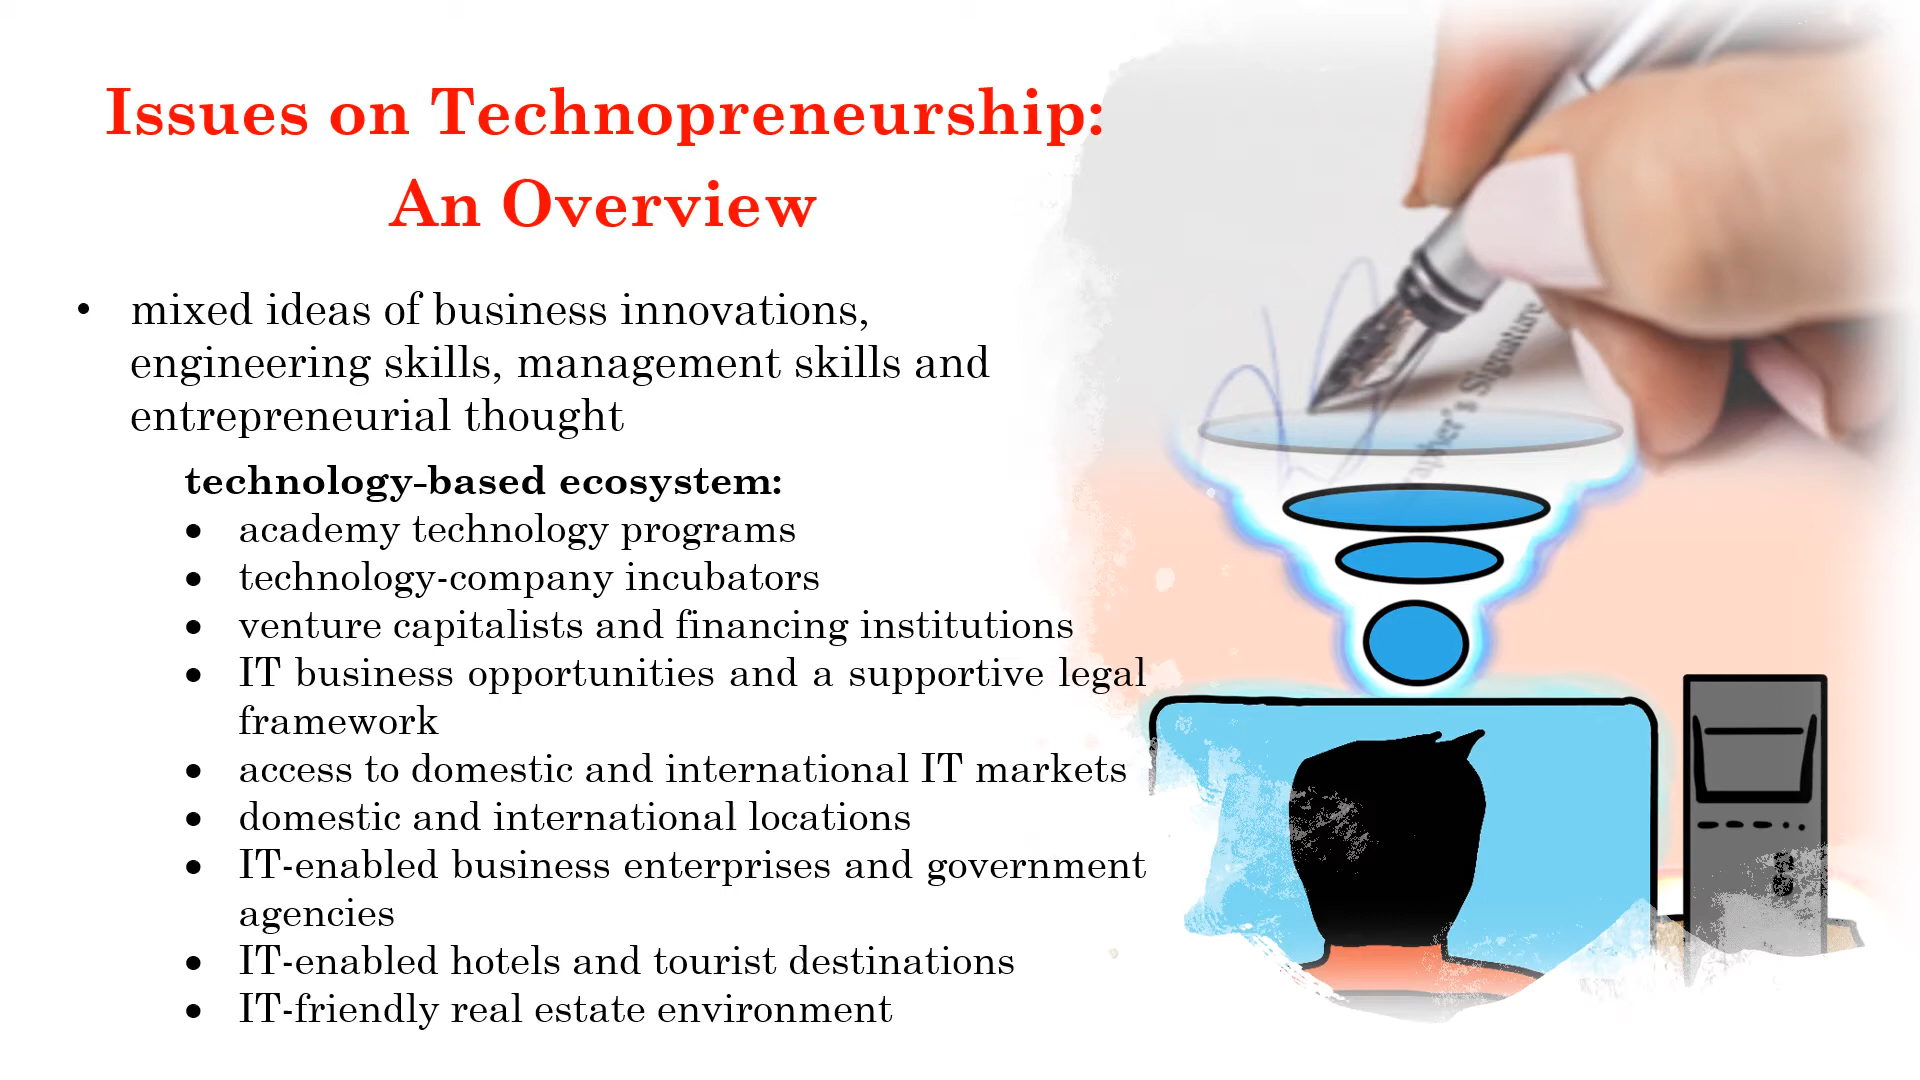 Issues on Technopreneurship:
An Overview
• mixed ideas of business innovations,
engineering skills, management skills and
entrepreneurial thought
technology-based ecosystem:
• academy technology programs
• technology-company incubators
• venture capitalists and financing institutions
• IT business opportunities and a supportive legal
framework
• access to domestic and international IT markets
• domestic and international locations
• IT-enabled business enterprises and government
agencies
• IT-enabled hotels and tourist destinations
• IT-friendly real estate environment
Signature